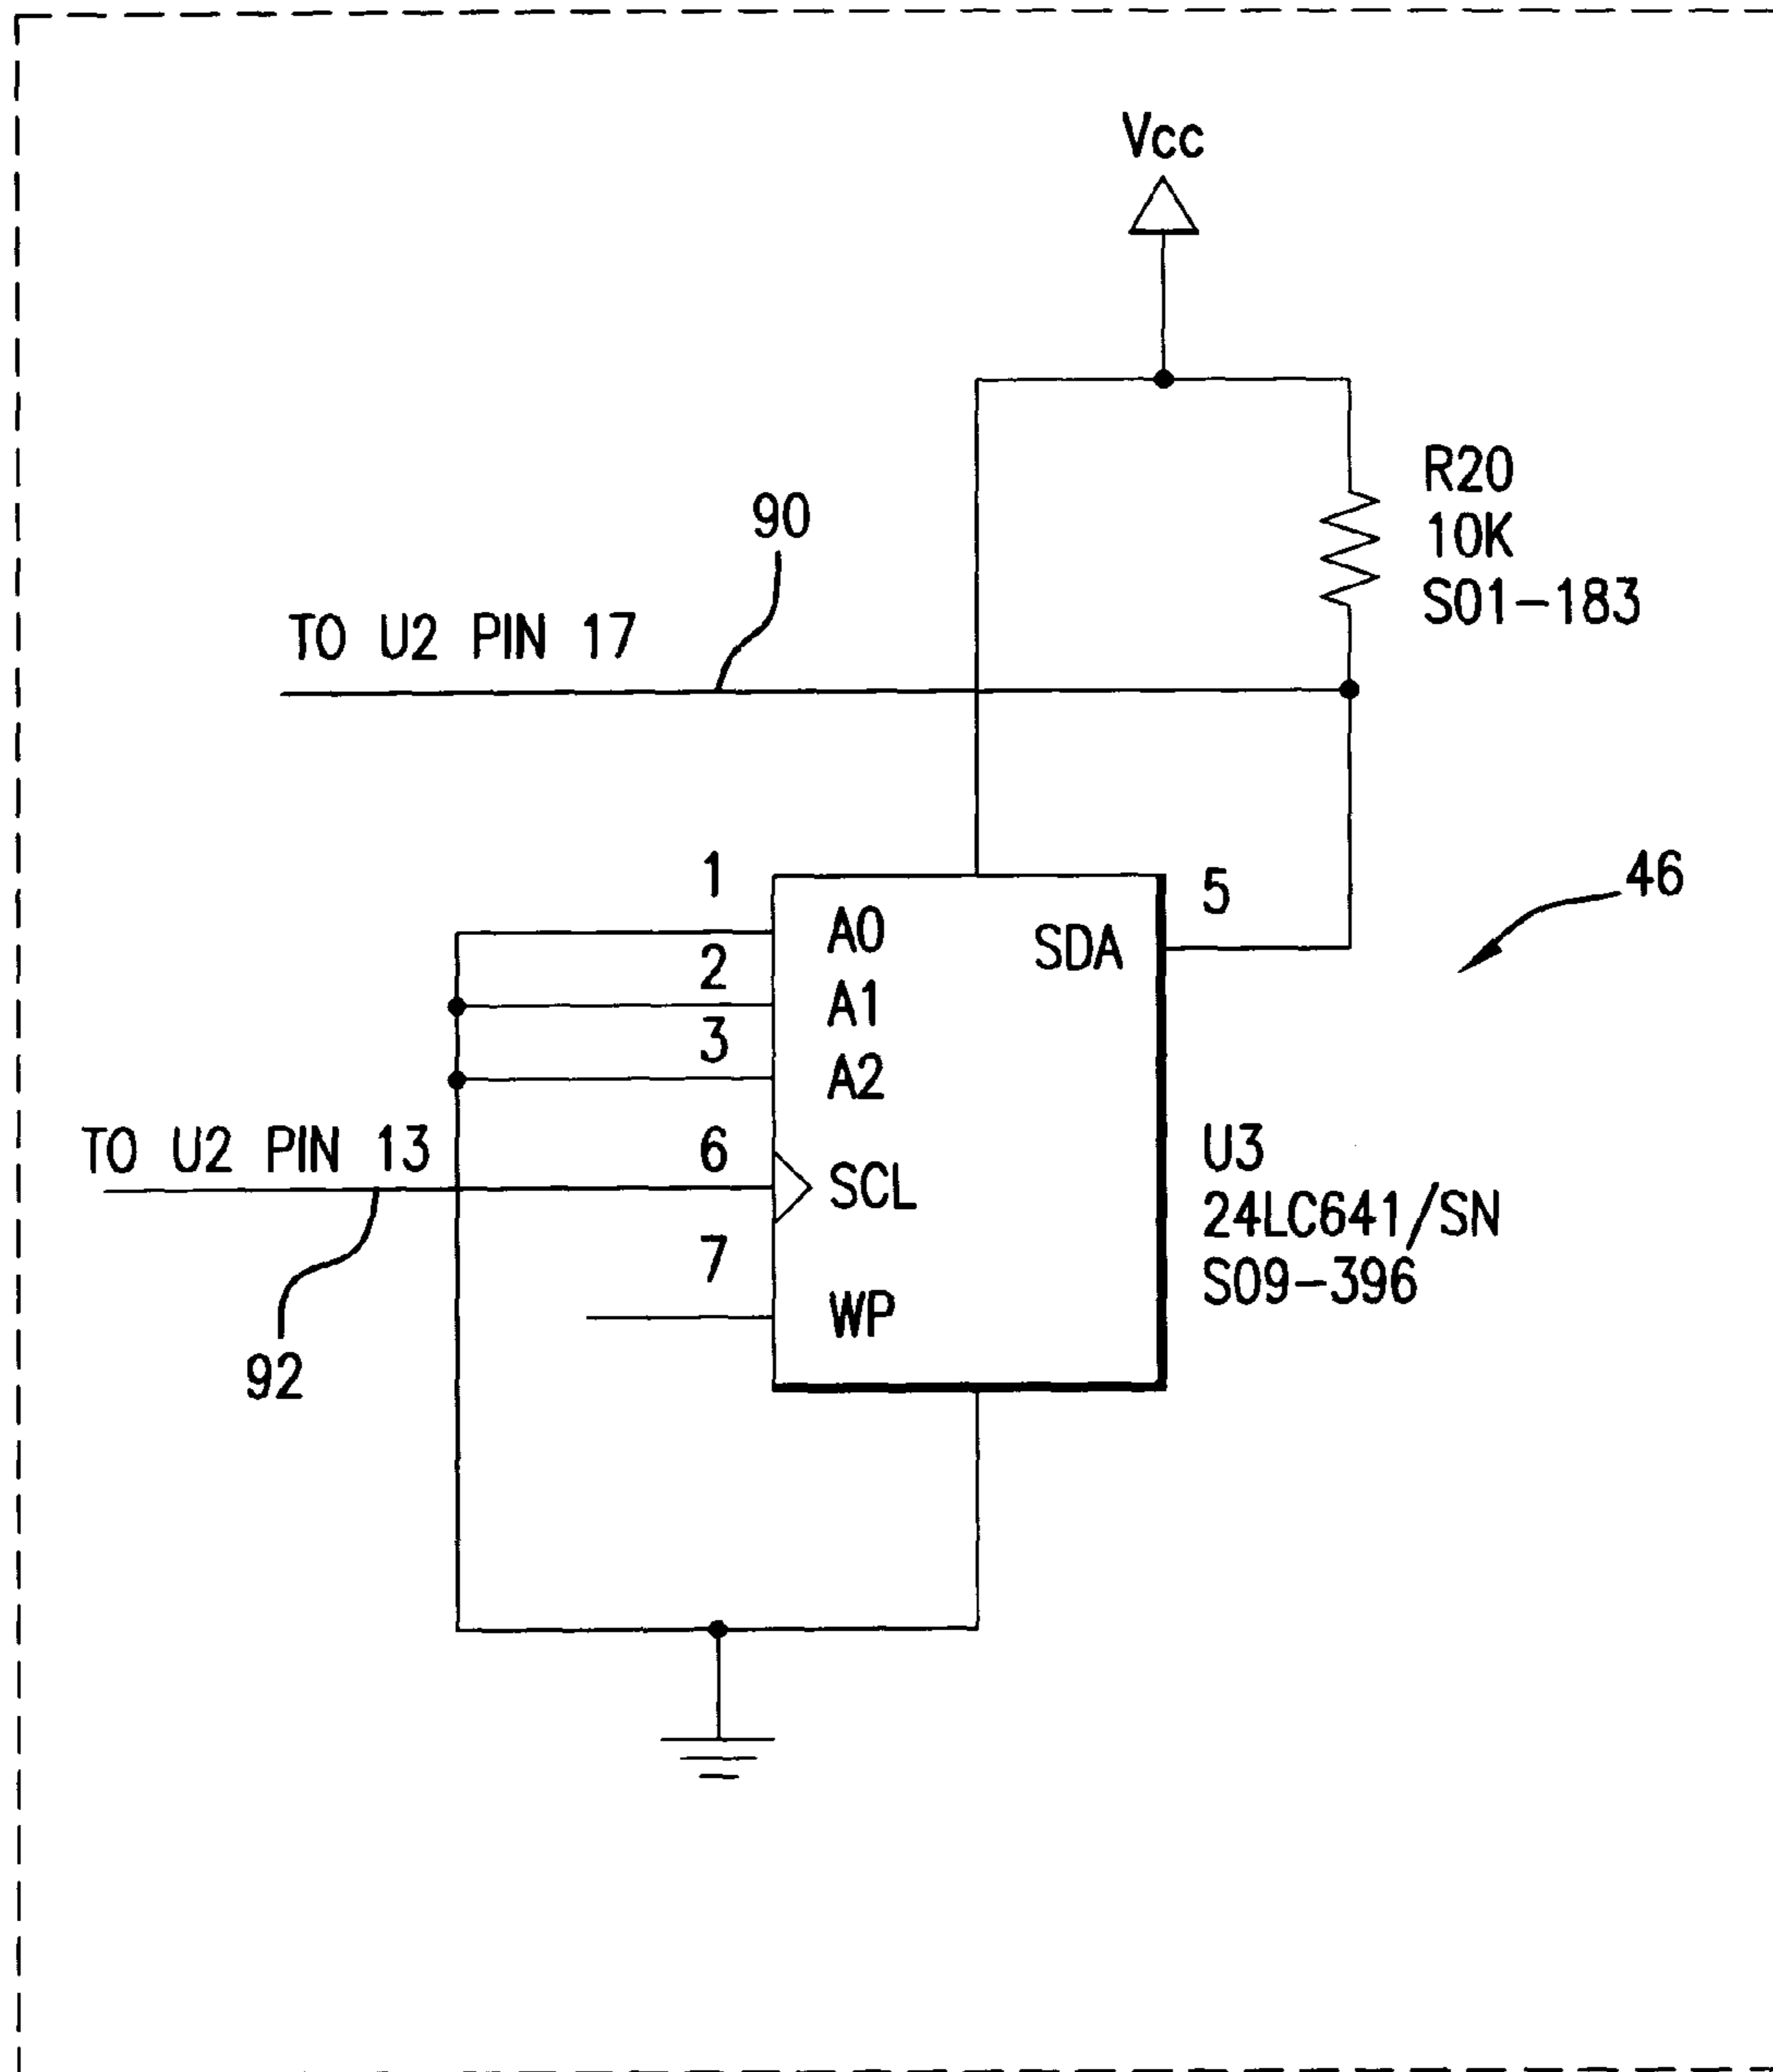 Vcc
R20
10K
S01-183
90
TO U2 PIN 17
46
1
5
A0
SDA
2
A1
3
A2
TO U2 PIN 13
6
SCL
U3
24LC641/SN
S09-396
7
WP
92